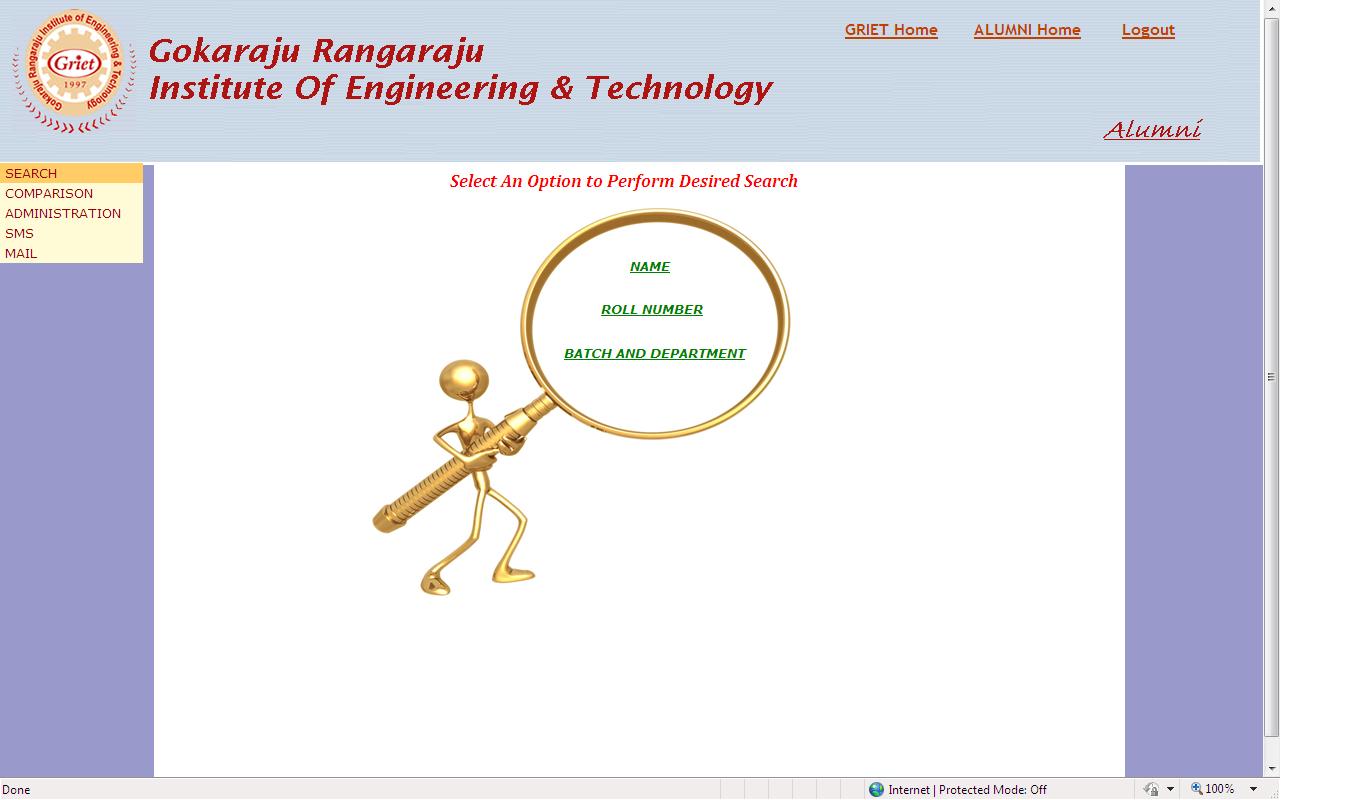 Gokaraju Rangaraju Institute of Engineering & Technology
Griet
1997
Gokaraju Rangaraju
Institute Of Engineering & Technology
GRIET Home
ALUMNI Home
Logout
Alumni
SEARCH
COMPARISON
ADMINISTRATION
SMS
MAIL
Select An Option to Perform Desired Search
NAME
ROLL NUMBER
BATCH AND DEPARTMENT
Done
Internet | Protected Mode: Off
100%